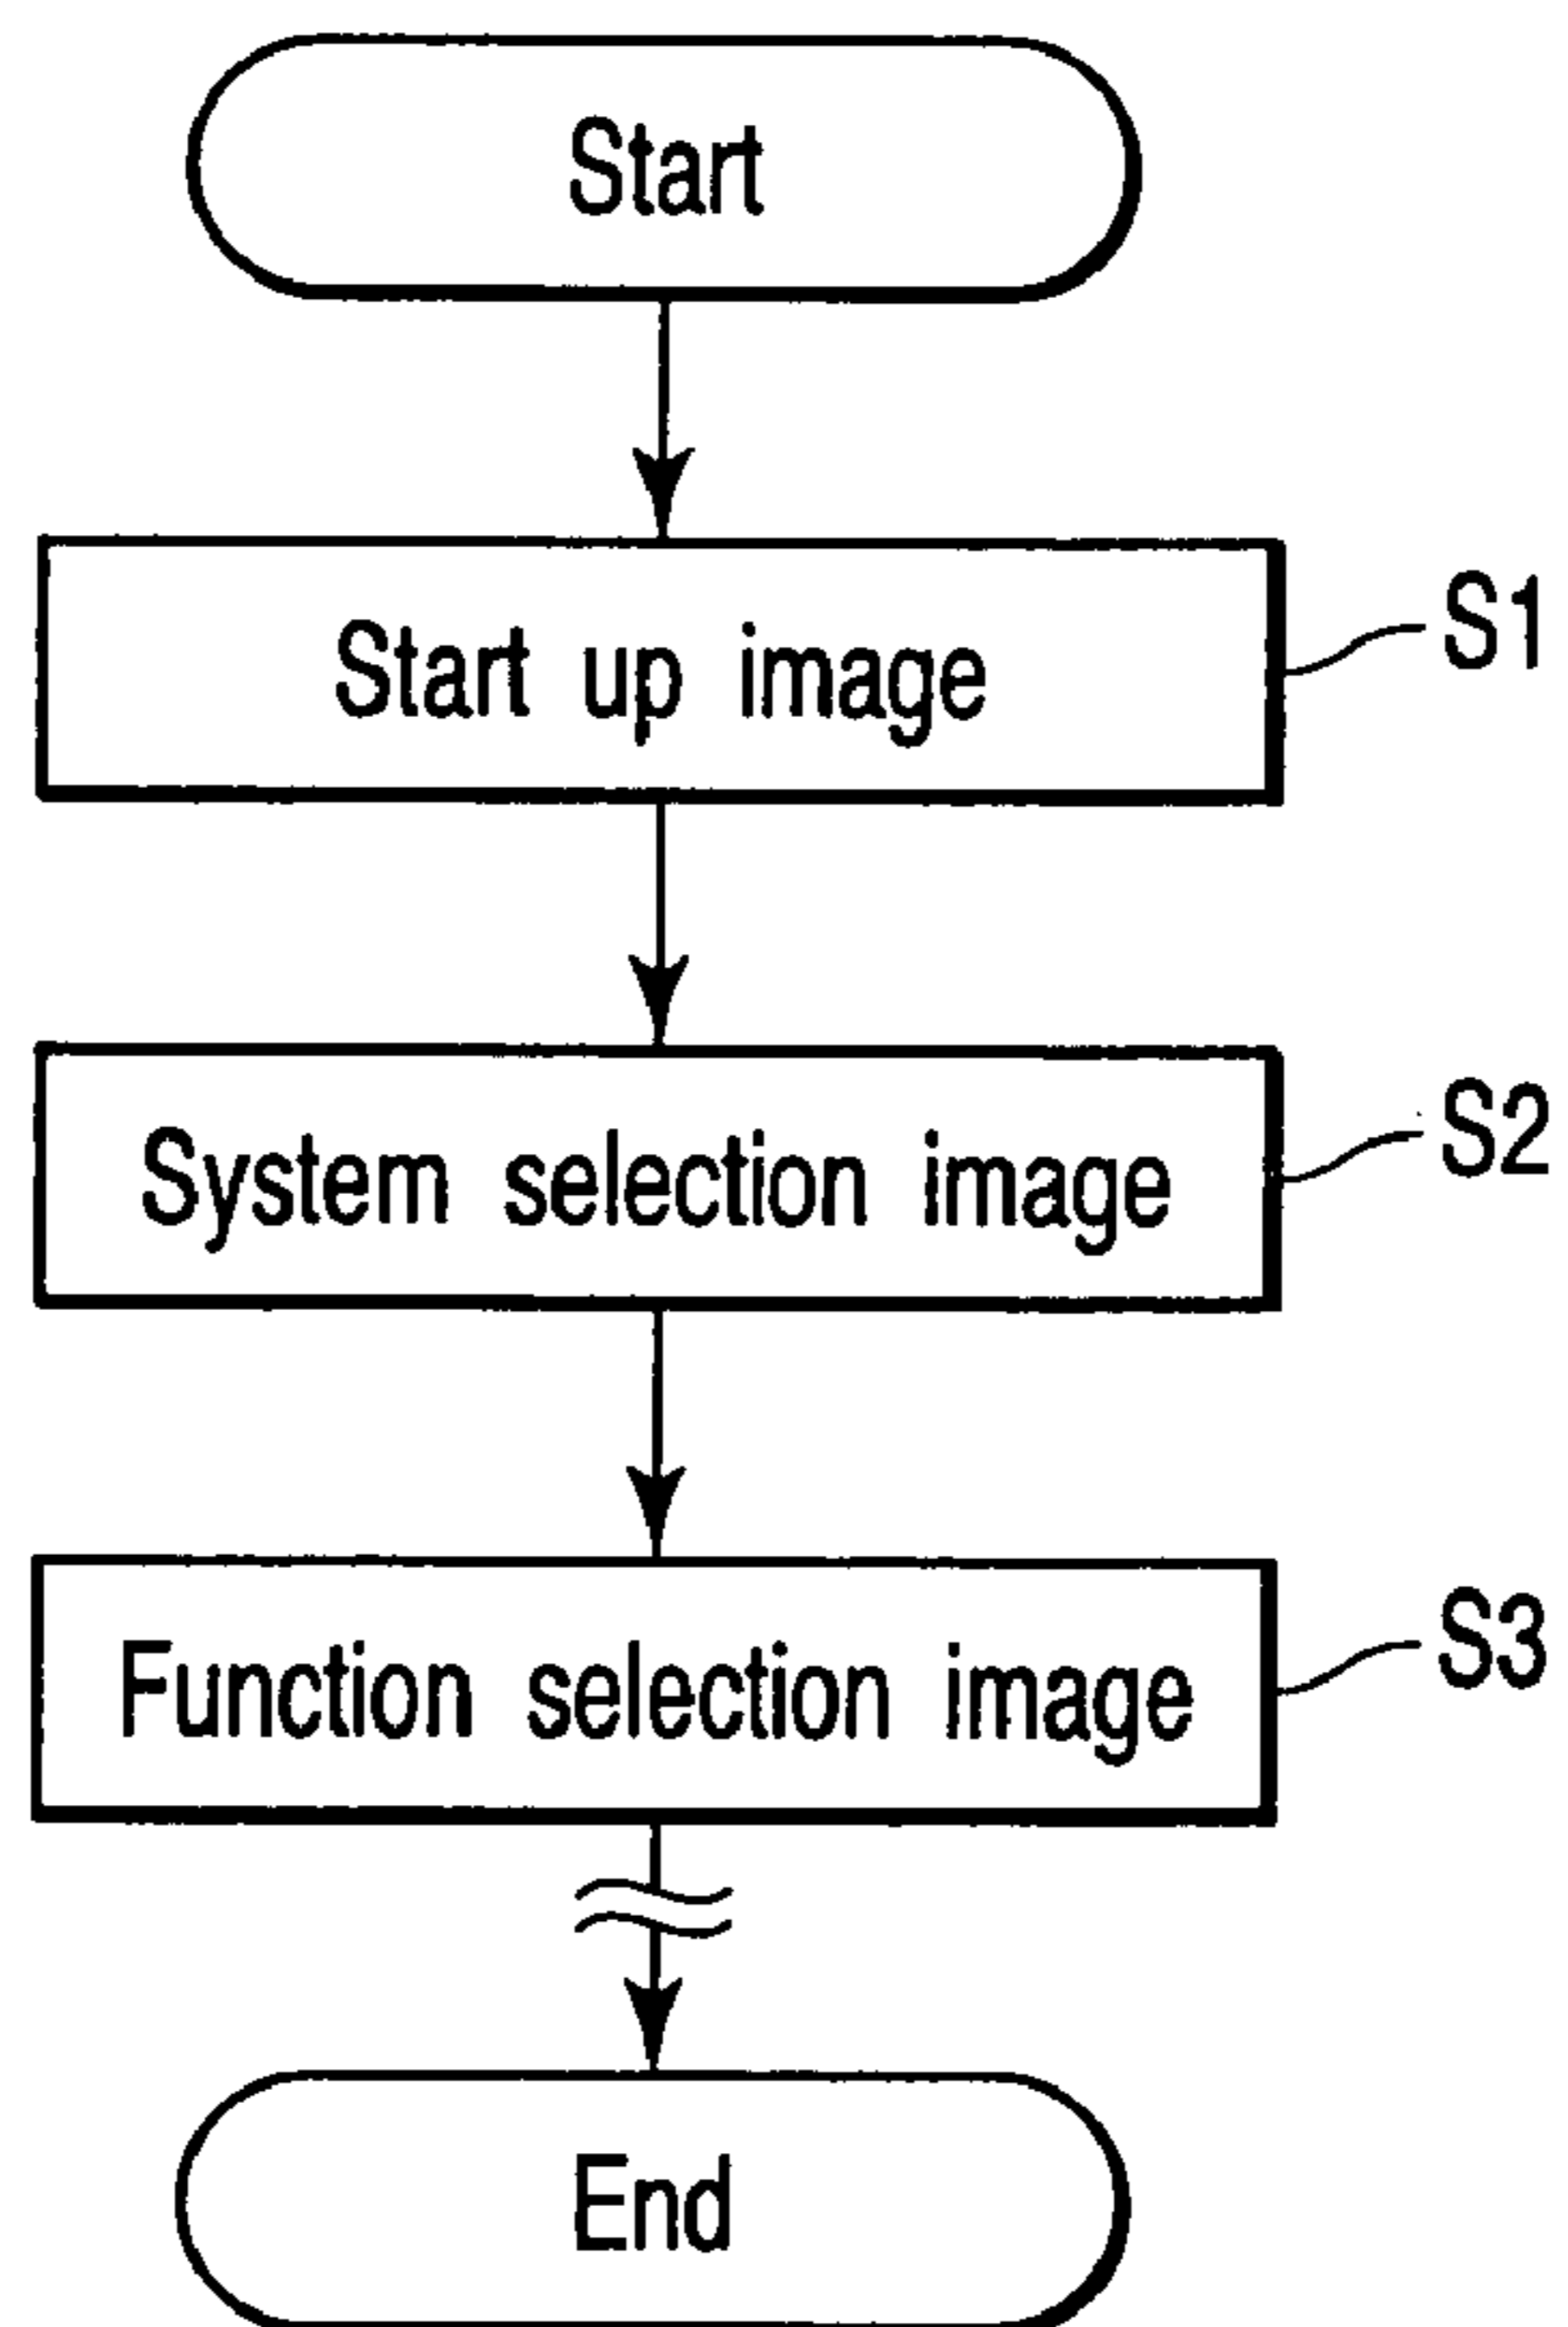 Start
Start up image
S1
System selection image
S2
Function selection image
S3
End